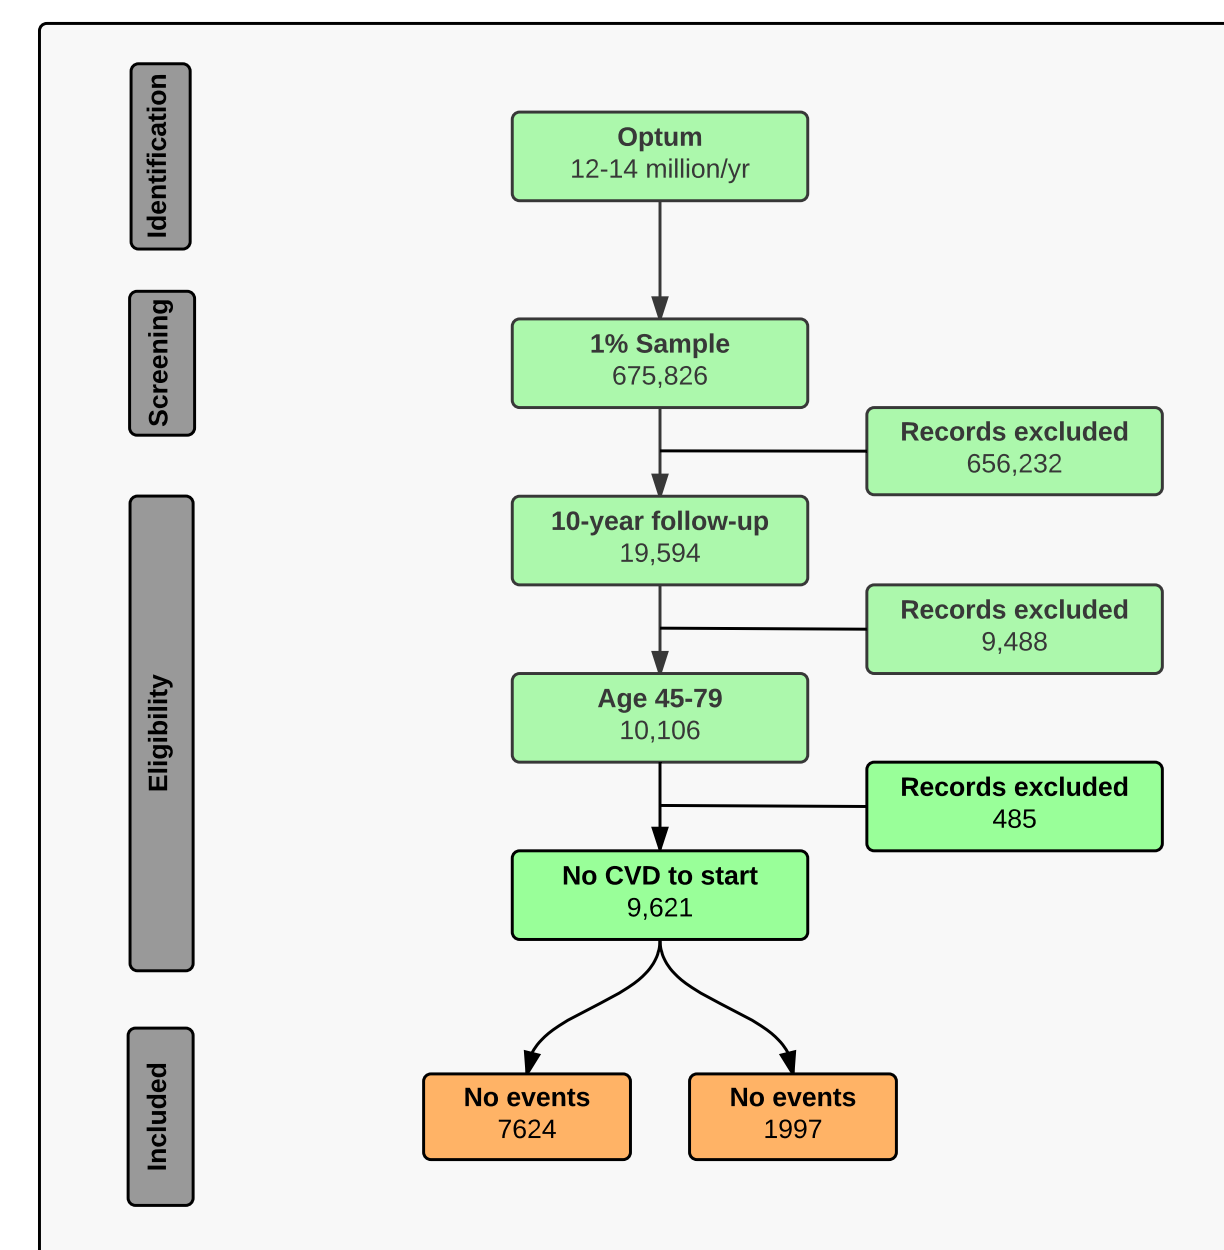 Identification
Optum
12-14 million/yr
Screening
1% Sample
675,826
Records excluded
656,232
Eligibility
10-year follow-up
19,594
Records excluded
9,488
Age 45-79
10,106
Records excluded
485
No CVD to start
9,621
Included
No events
7624
No events
1997